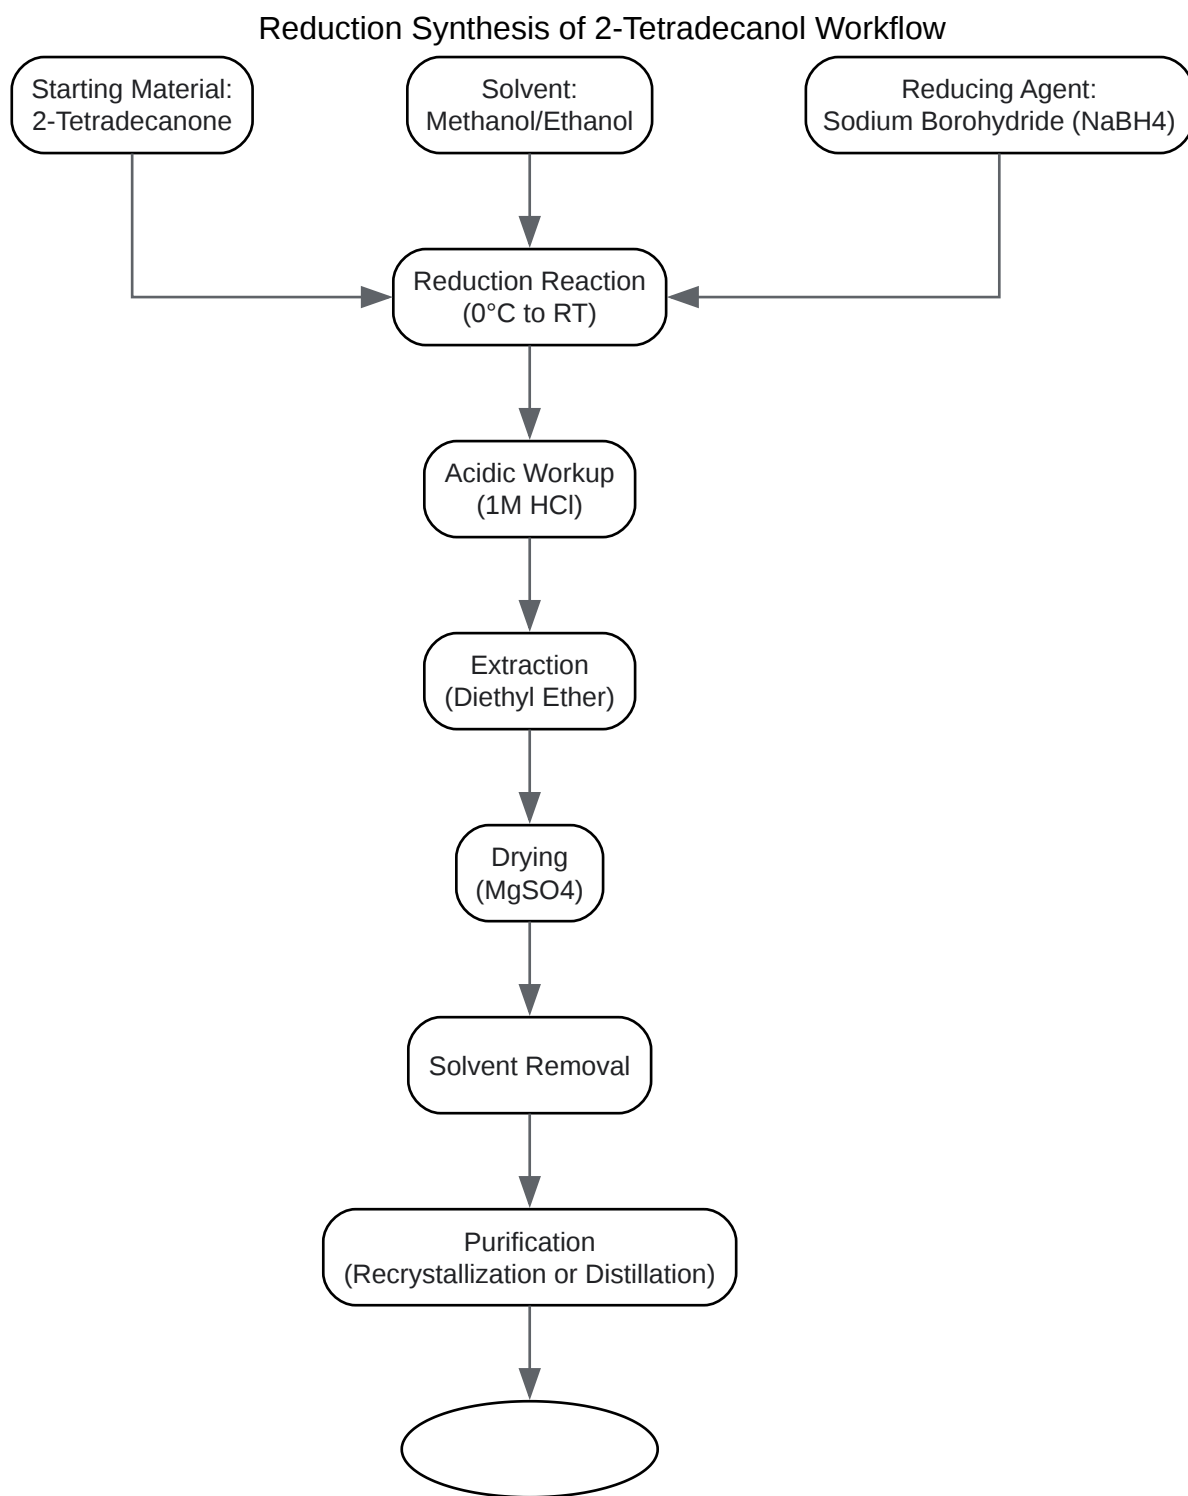 Reduction Synthesis of 2-Tetradecanol Workflow
Starting Material:
2-Tetradecanone
Solvent:
Methanol/Ethanol
Reducing Agent:
Sodium Borohydride (NaBH4)
Reduction Reaction
(0°C to RT)
Acidic Workup
(1M HCl)
Extraction
(Diethyl Ether)
Drying
(MgSO4)
Solvent Removal
Purification
(Recrystallization or Distillation)